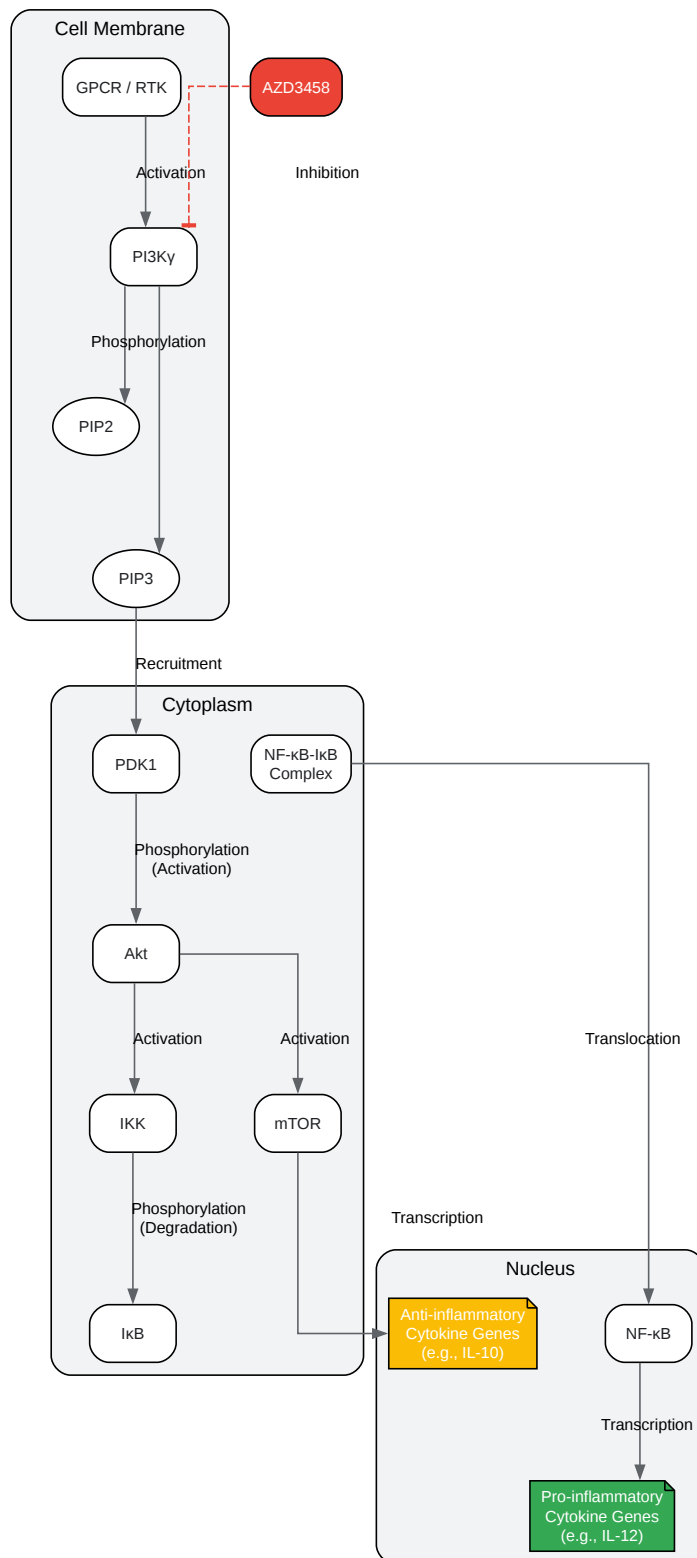 Cell Membrane
GPCR / RTK
AZD3458
Activation
Inhibition
PI3Kγ
Phosphorylation
PIP2
PIP3
Recruitment
Cytoplasm
PDK1
NF-κB-IκB
Complex
Phosphorylation
(Activation)
Akt
Activation
Activation
Translocation
IKK
mTOR
Phosphorylation
(Degradation)
Transcription
Nucleus
IκB
Anti-inflammatory
Cytokine Genes
(e.g., IL-10)
NF-κB
Transcription
Pro-inflammatory
Cytokine Genes
(e.g., IL-12)